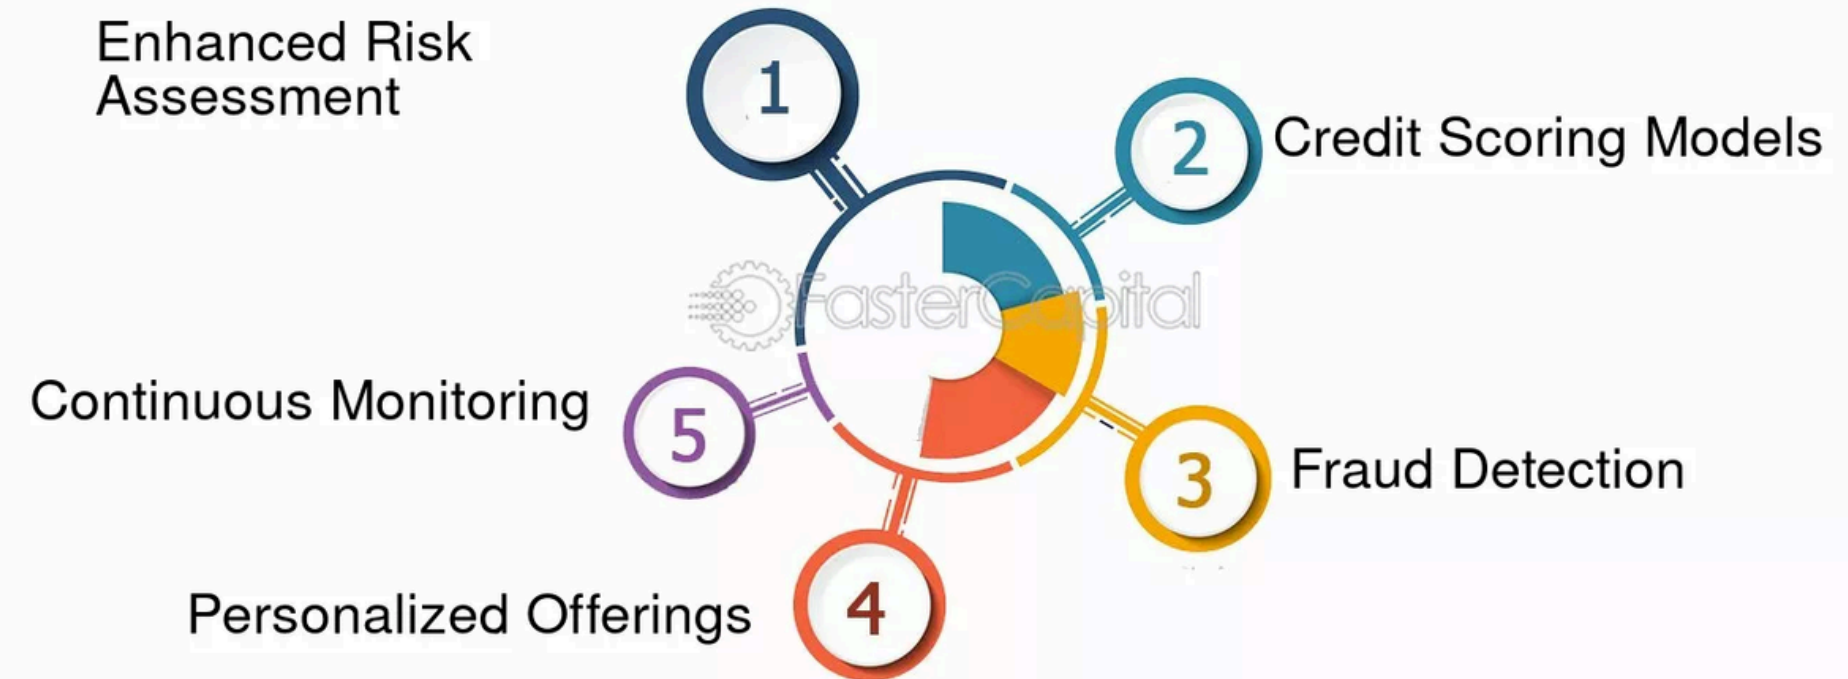 Enhanced Risk
Assessment
1
2
Credit Scoring Models
FasterCapital
Continuous Monitoring
5
3
Fraud Detection
Personalized Offerings
4